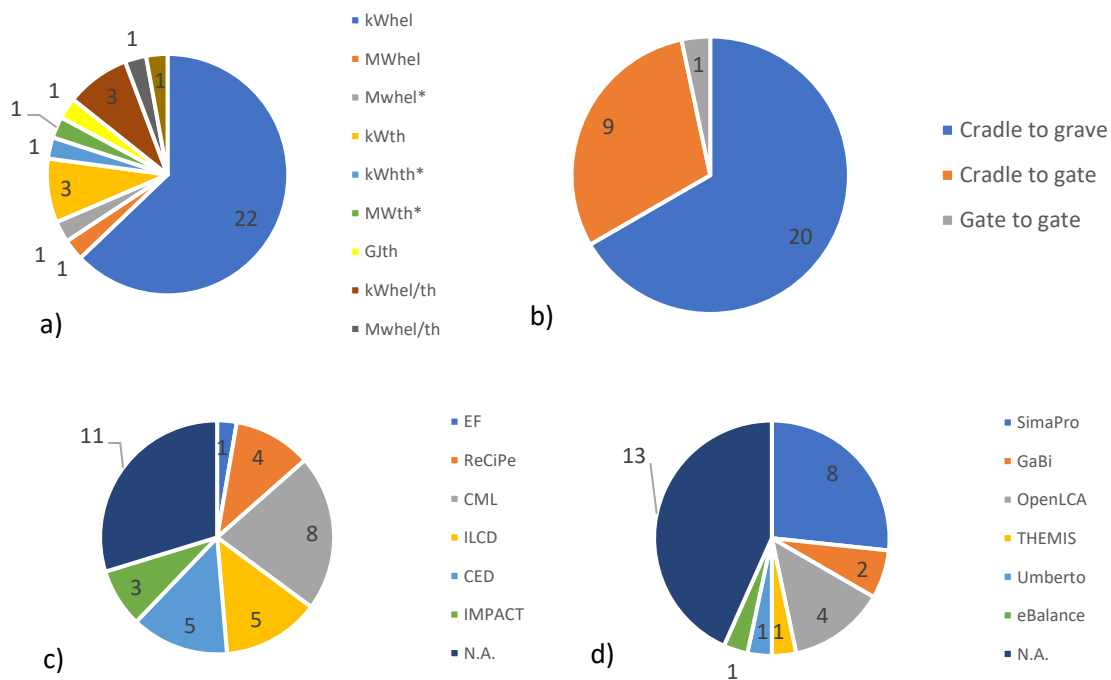 1
1
3
1
1
1
3
1
1
22
kWhel
MWhel
Mwhel*
kWth
kWhth*
MWth*
GJth
kWhel/th
Mwhel/th
a)
1
9
20
Cradle to grave
Cradle to gate
Gate to gate
b)
11
1
4
8
5
5
3
EF
ReCiPe
CML
ILCD
CED
IMPACT
N.A.
c)
13
8
2
4
1
1
1
SimaPro
GaBi
OpenLCA
THEMIS
Umberto
eBalance
N.A.
d)